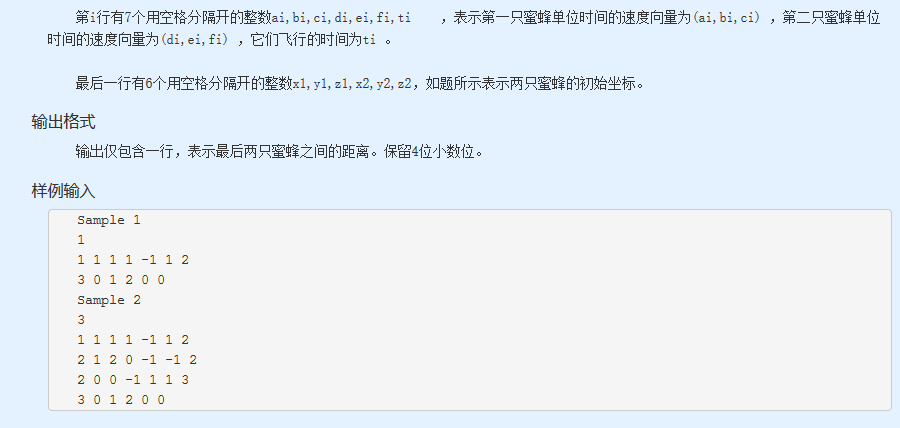 第i行有7个用空格分隔开的整数ai,bi,ci,di,ei,fi,ti ，表示第一只蜜蜂单位时间的速度向量为(ai,bi,ci) ，第二只蜜蜂单位
时间的速度向量为(di,ei,fi) ，它们飞行的时间为ti 。
最后一行有6个用空格分隔开的整数x1,y1,z1,x2,y2,z2，如题所示表示两只蜜蜂的初始坐标。
输出格式
输出仅包含一行，表示最后两只蜜蜂之间的距离。保留4位小数位。
样例输入
Sample 1
1
1 1 1 1 -1 1 2
3 0 1 2 0 0
Sample 2
3
1 1 1 1 -1 1 2
2 1 2 0 -1 -1 2
2 0 0 -1 1 1 3
3 0 1 2 0 0